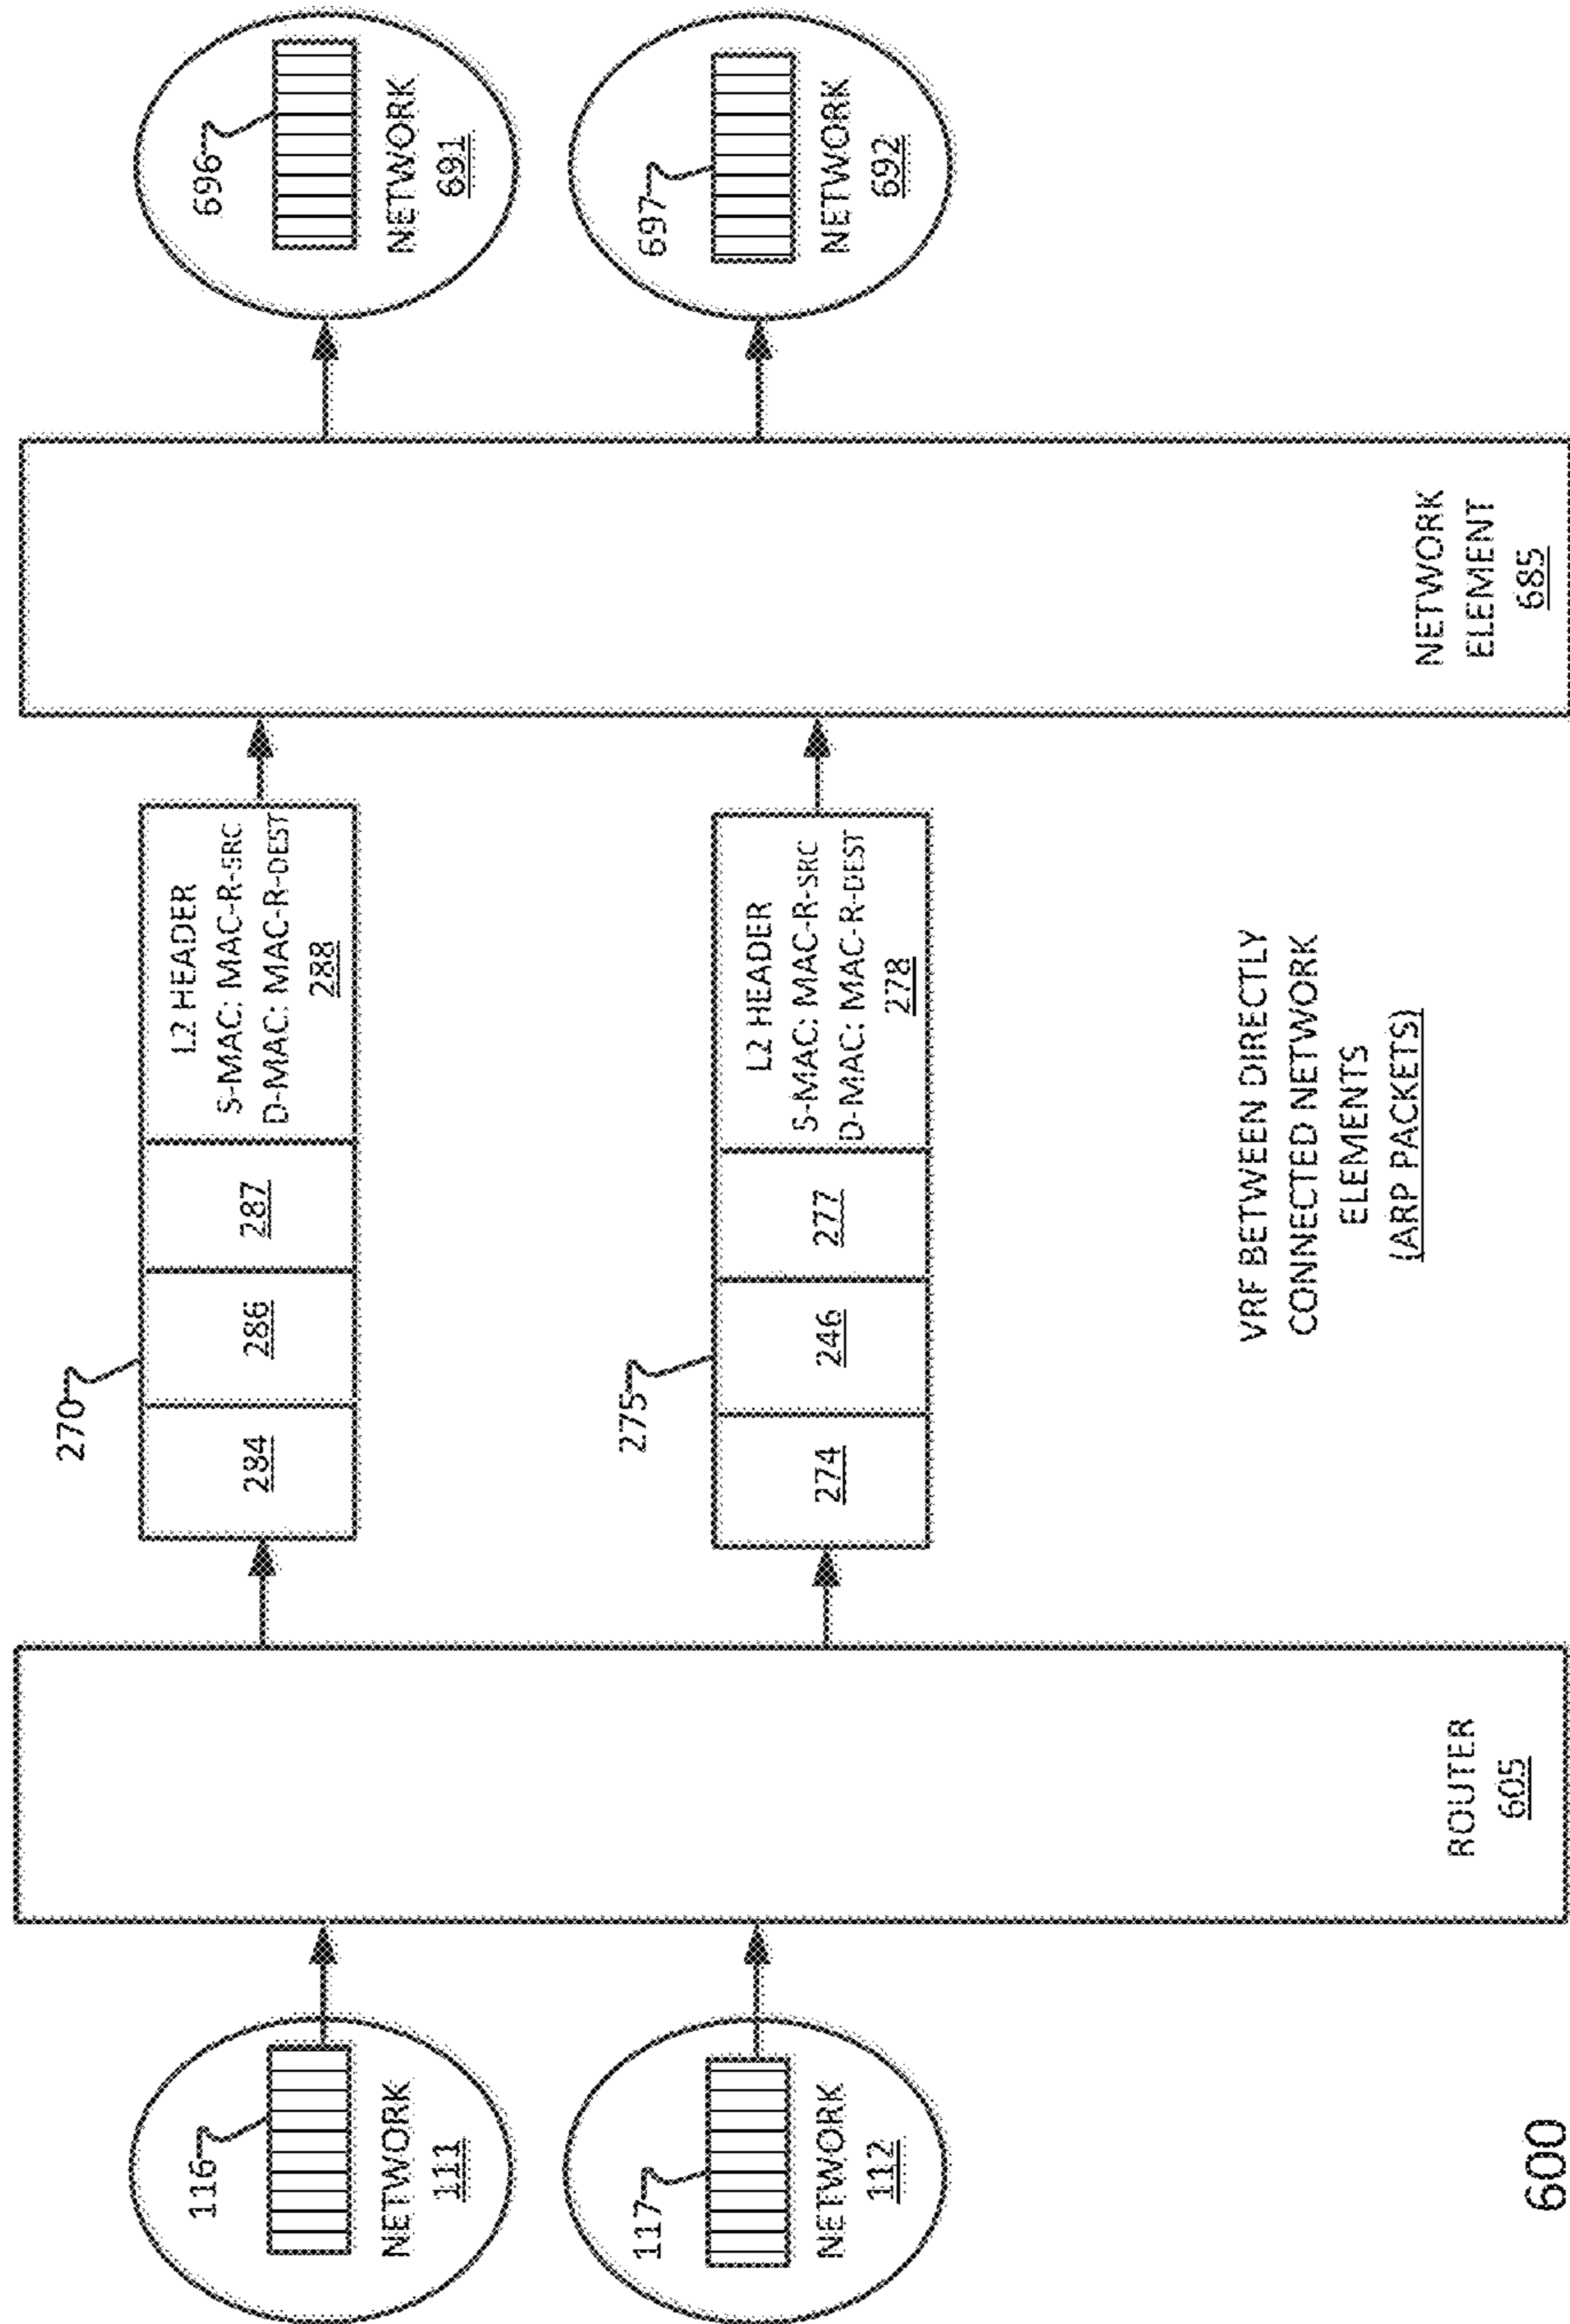 116
NETWORK
111
117
NETWORK
112
600
ROUTER
605
270
284
286
287
L2 HEADER
S-MAC: MAC-R-SRC
D-MAC: MAC-R-DEST
288
275
274
246
277
L2 HEADER
S-MAC: MAC-R-SRC
D-MAC: MAC-R-DEST
278
VRF BETWEEN DIRECTLY
CONNECTED NETWORK
ELEMENTS
(ARP PACKETS)
NETWORK
ELEMENT
685
696
NETWORK
691
697
NETWORK
692